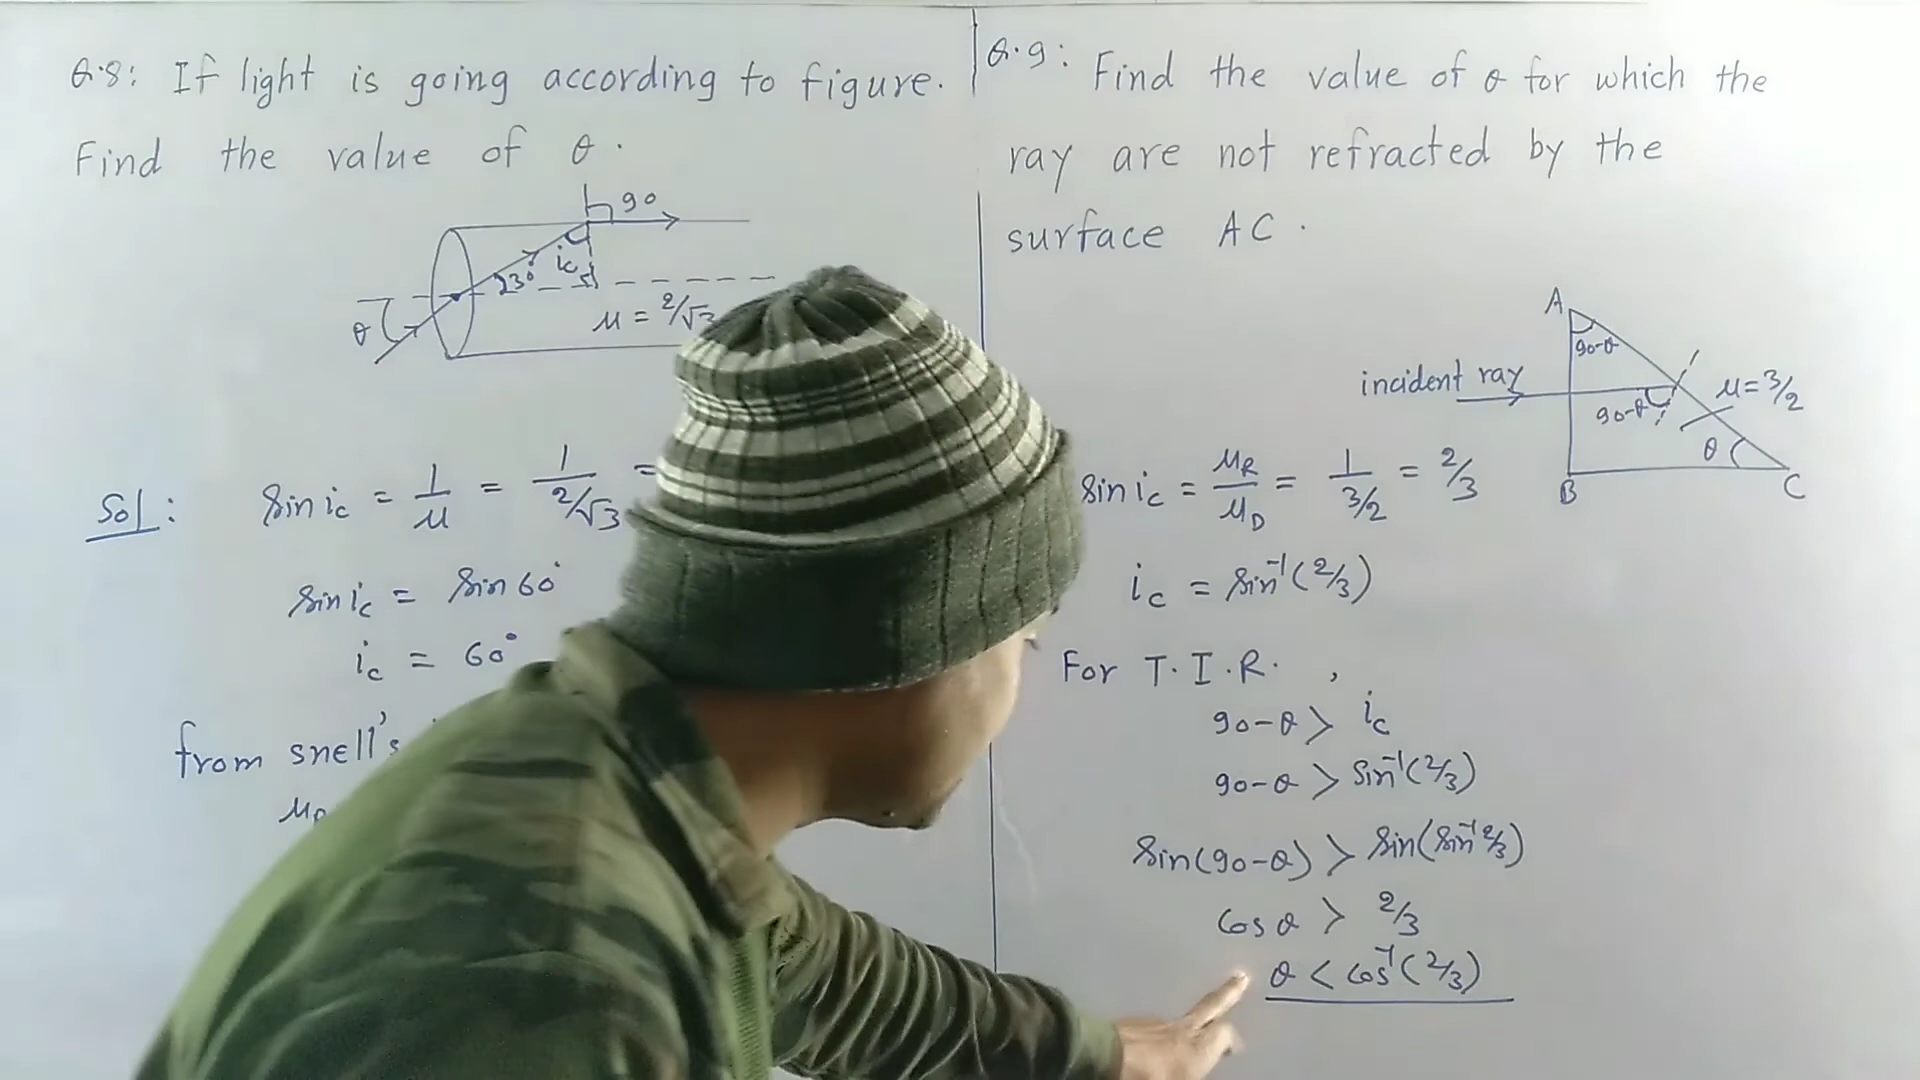 Q.8: If light is going according to figure.
Find the value of θ.
90
23° ic
θ
μ = 2/√3
Sol:
sin ic = 1/μ = 1/(2/√3) =
sin ic = sin 60°
ic = 60°
from snell's
μD
Q.9: Find the value of θ for which the
ray are not refracted by the
surface AC.
A
90-θ
incident ray
90-θ
μ = 3/2
θ
B
C
sin ic = μR/μD = 1/(3/2) = 2/3
ic = sin⁻¹(2/3)
For T.I.R. ,
90-θ > ic
90-θ > sin⁻¹(2/3)
sin(90-θ) > sin(sin⁻¹ 2/3)
cos θ > 2/3
θ < cos⁻¹(2/3)